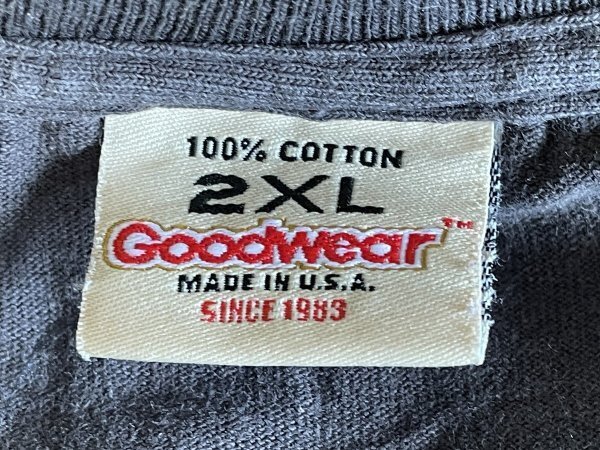 100% COTTON
2XL
Goodwear™
MADE IN U.S.A.
SINCE 1983